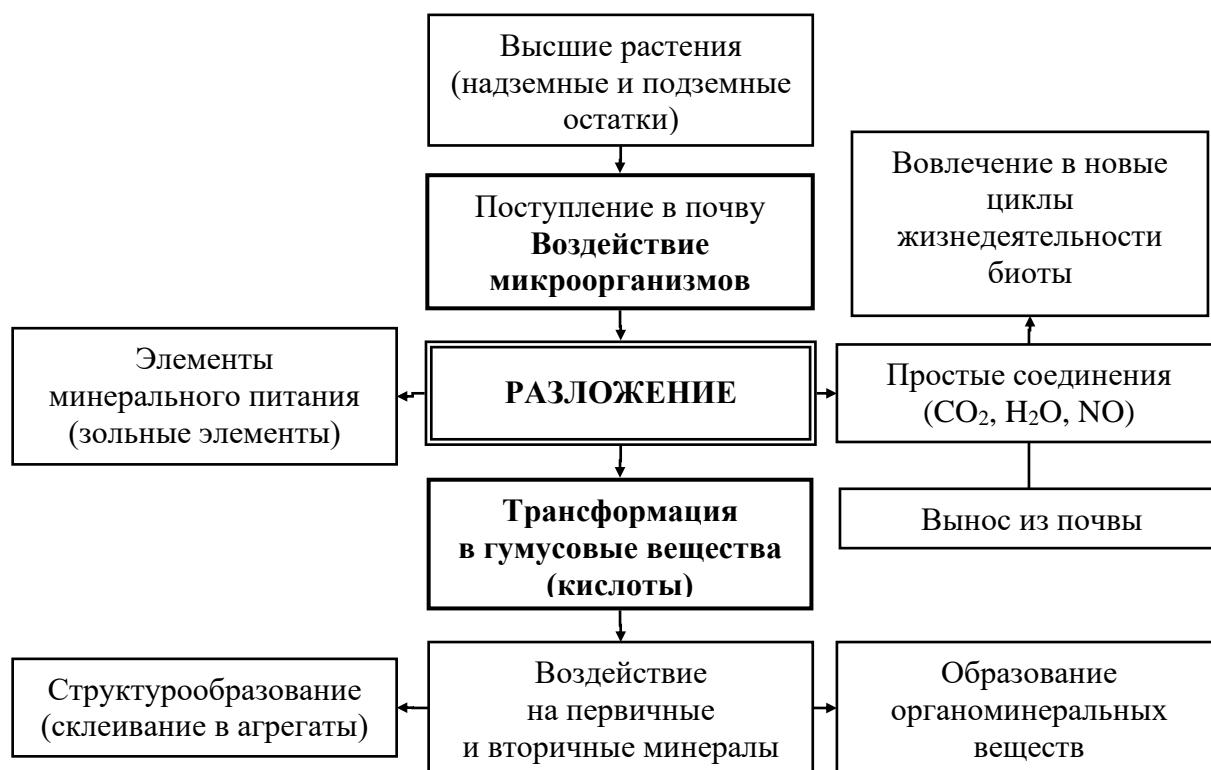 Высшие растения
(надземные и подземные
остатки)
Вовлечение в новые
циклы
жизнедеятельности
биоты
Поступление в почву
Воздействие
микроорганизмов
Элементы
минерального питания
(зольные элементы)
РАЗЛОЖЕНИЕ
Простые соединения
(CO₂, H₂O, NO)
Трансформация
в гумусовые вещества
(кислоты)
Вынос из почвы
Структурообразование
(склеивание в агрегаты)
Воздействие
на первичные
и вторичные минералы
Образование
органоминеральных
веществ